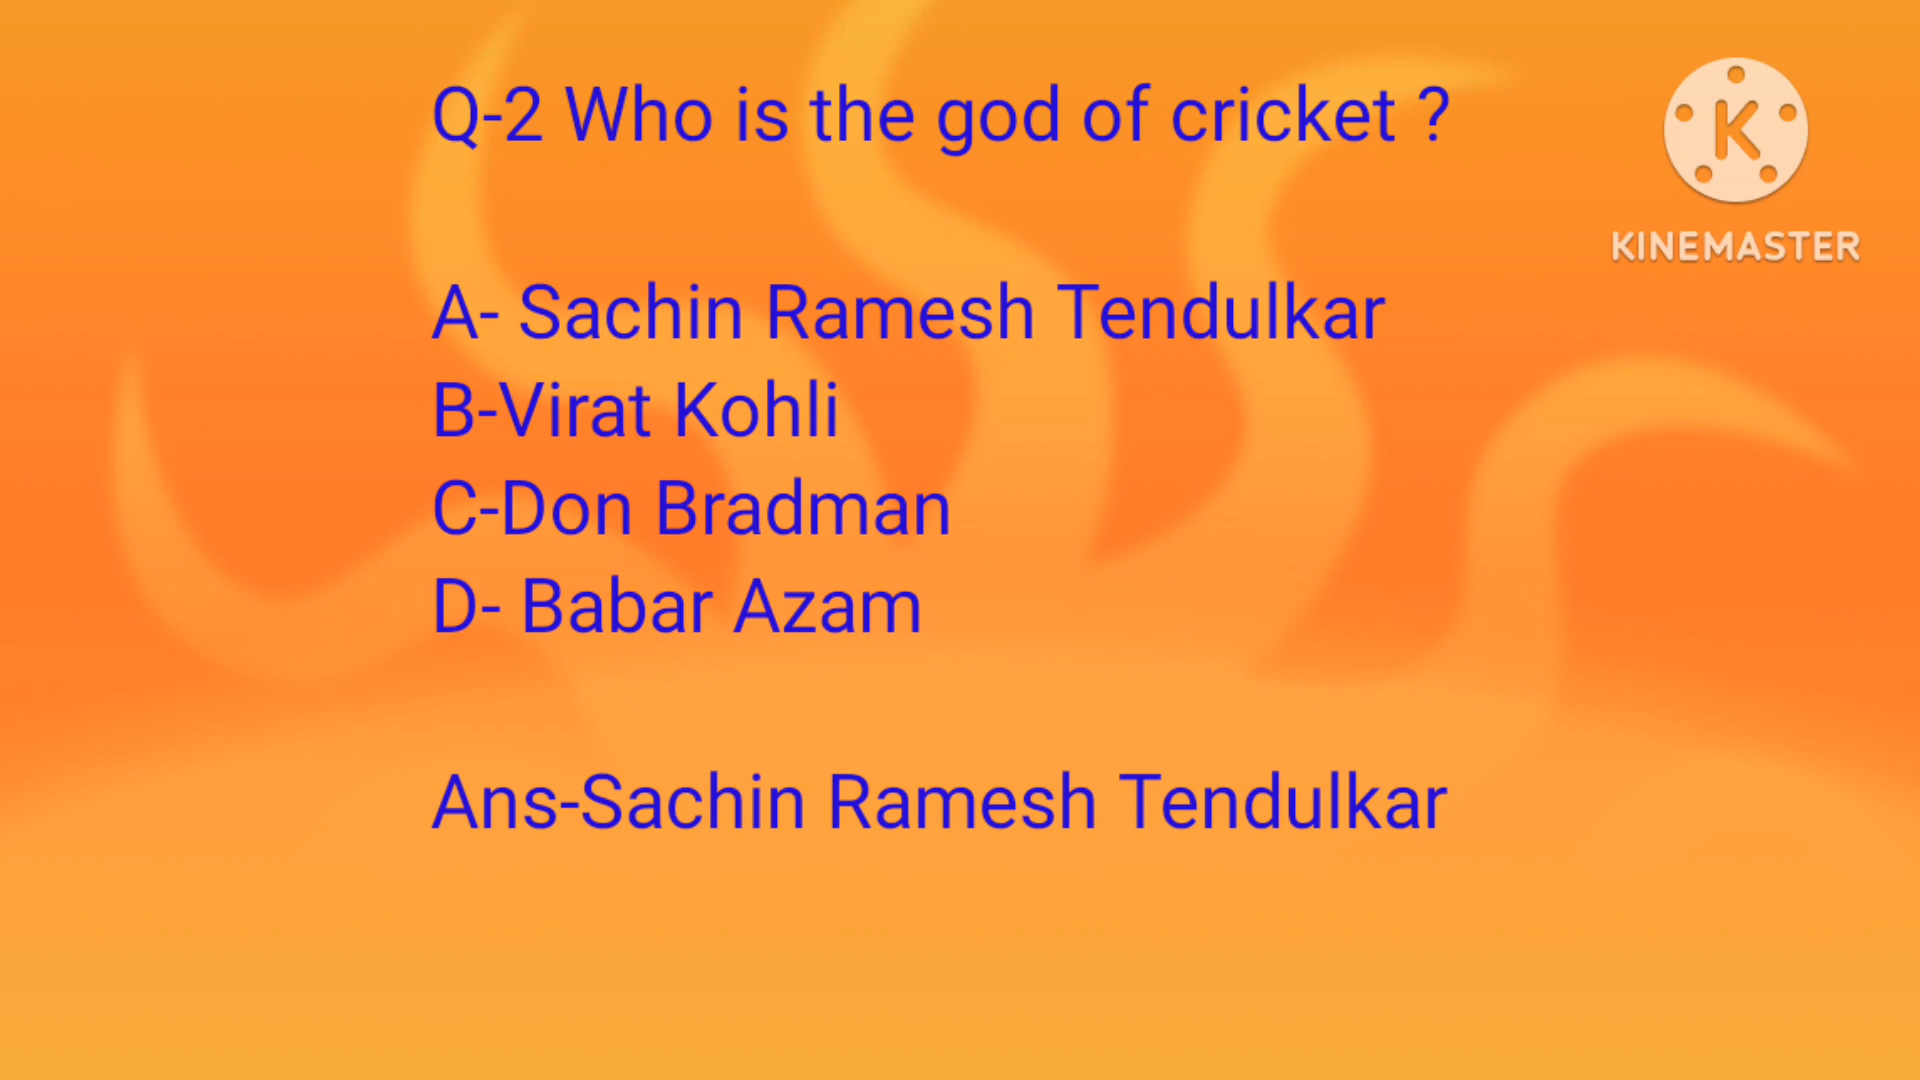 Q-2 Who is the god of cricket ?
A- Sachin Ramesh Tendulkar
B-Virat Kohli
C-Don Bradman
D- Babar Azam
Ans-Sachin Ramesh Tendulkar
K
KINEMASTER